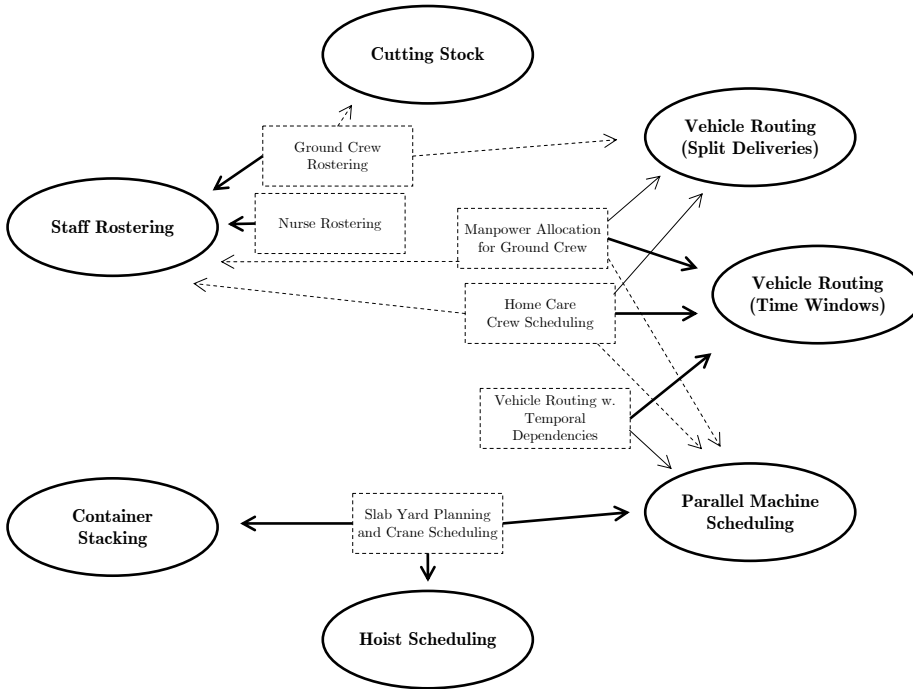 Cutting Stock
Vehicle Routing
(Split Deliveries)
Ground Crew
Rostering
Staff Rostering
Nurse Rostering
Manpower Allocation
for Ground Crew
Vehicle Routing
(Time Windows)
Home Care
Crew Scheduling
Vehicle Routing w.
Temporal
Dependencies
Container
Stacking
Slab Yard Planning
and Crane Scheduling
Parallel Machine
Scheduling
Hoist Scheduling